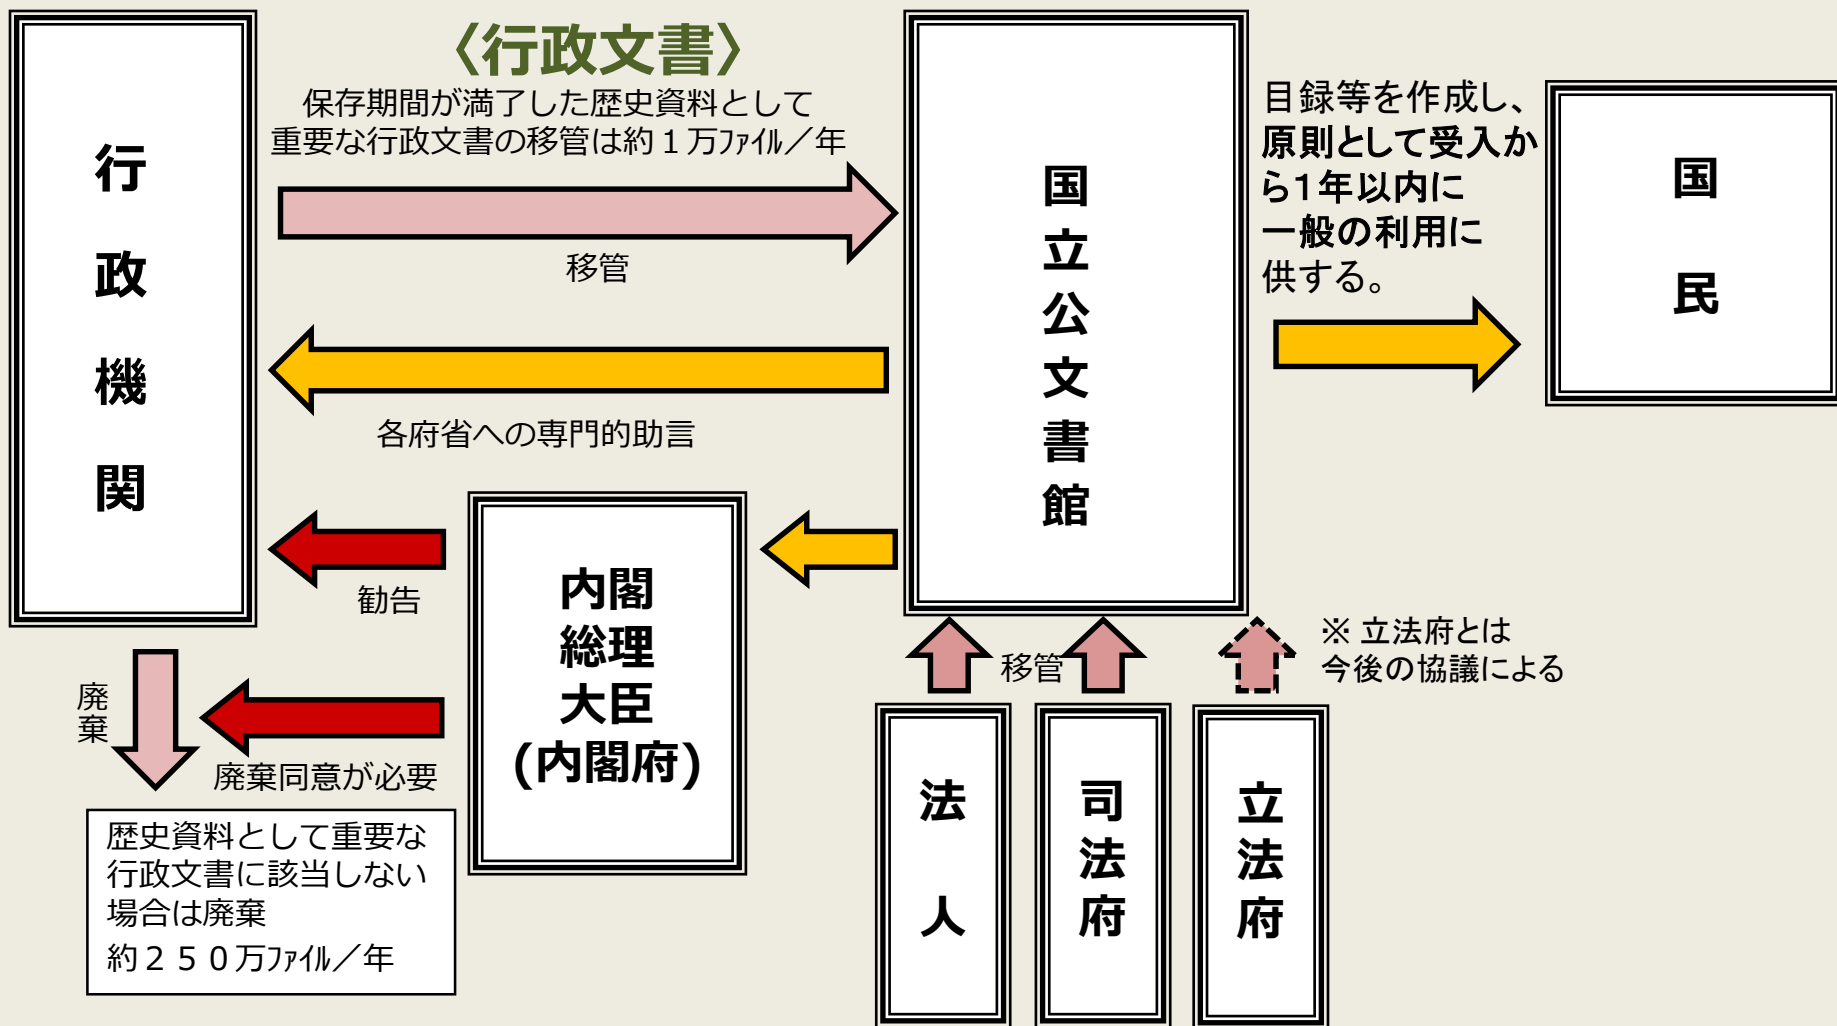 〈行政文書〉
保存期間が満了した歴史資料として
重要な行政文書の移管は約１万ﾌｧｲﾙ／年
移管
行政機関
各府省への専門的助言
国立公文書館
目録等を作成し、
原則として受入か
ら1年以内に
一般の利用に
供する。
国民
勧告
内閣
総理
大臣
(内閣府)
廃棄
廃棄同意が必要
歴史資料として重要な
行政文書に該当しない
場合は廃棄
約２５０万ﾌｧｲﾙ／年
移管
※ 立法府とは
今後の協議による
法人
司法府
立法府